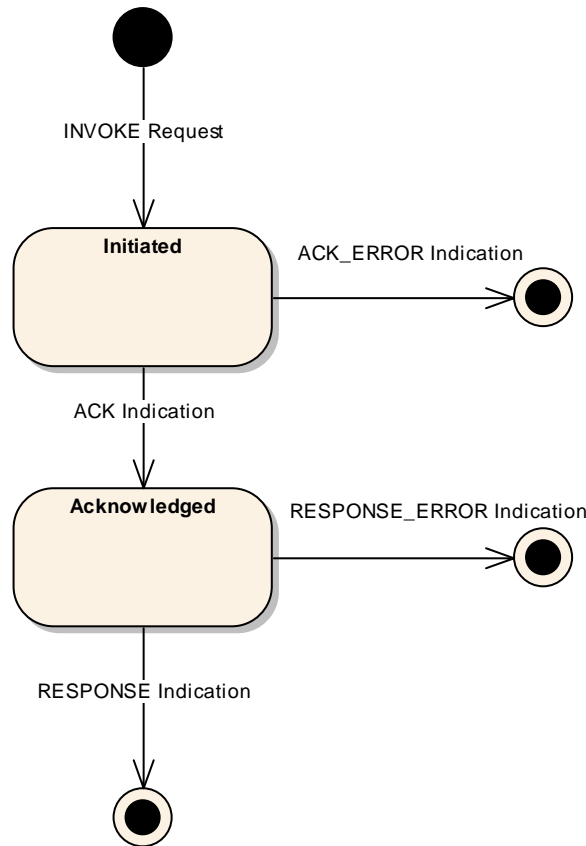 INVOKE Request
Initiated
ACK_ERROR Indication
ACK Indication
Acknowledged
RESPONSE_ERROR Indication
RESPONSE Indication